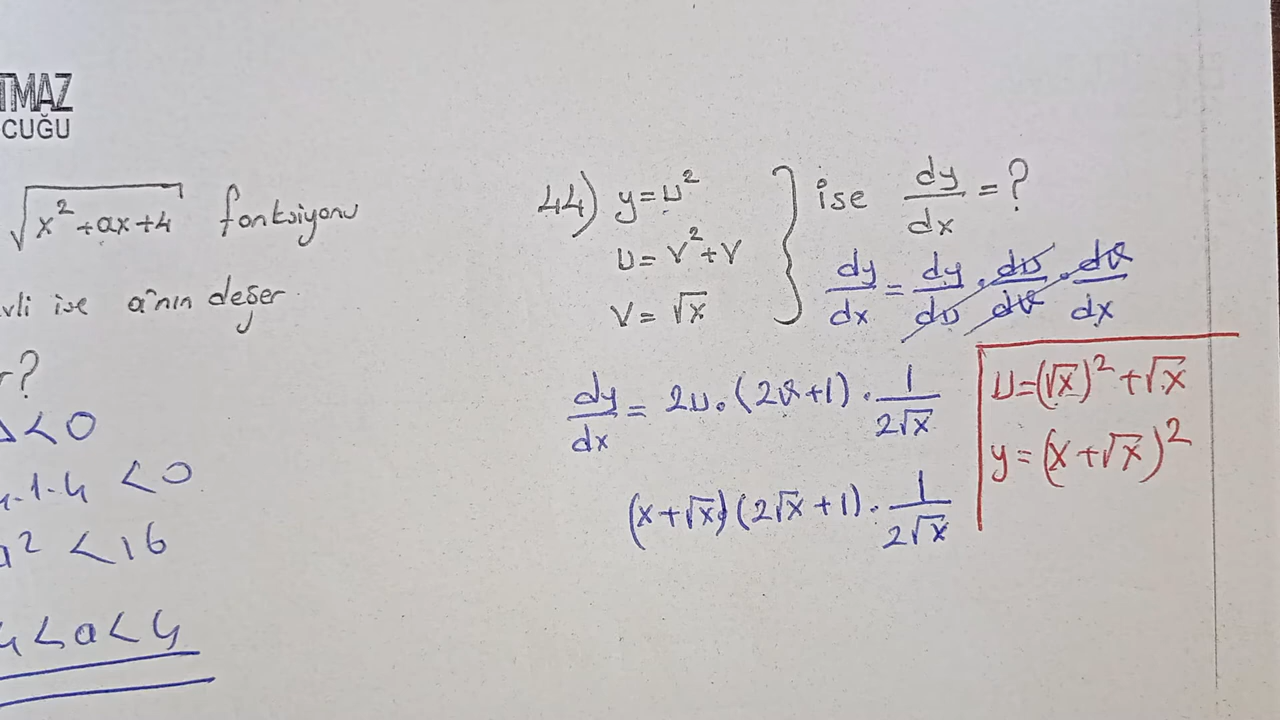 TMAZ
CUĞU
√(x²+ax+4) fonksiyonu
vli ise a'nın değer
r?
Δ<0
4.1.4 <0
a² <16
4<a<4
44) y=u²
u=v²+v
v=√x
} ise dy/dx=?
dy/dx = dy/du · du/dv · dv/dx
dy/dx = 2u.(2v+1) · 1/2√x
(x+√x)(2√x+1) · 1/2√x
u=(√x)²+√x
y=(x+√x)²